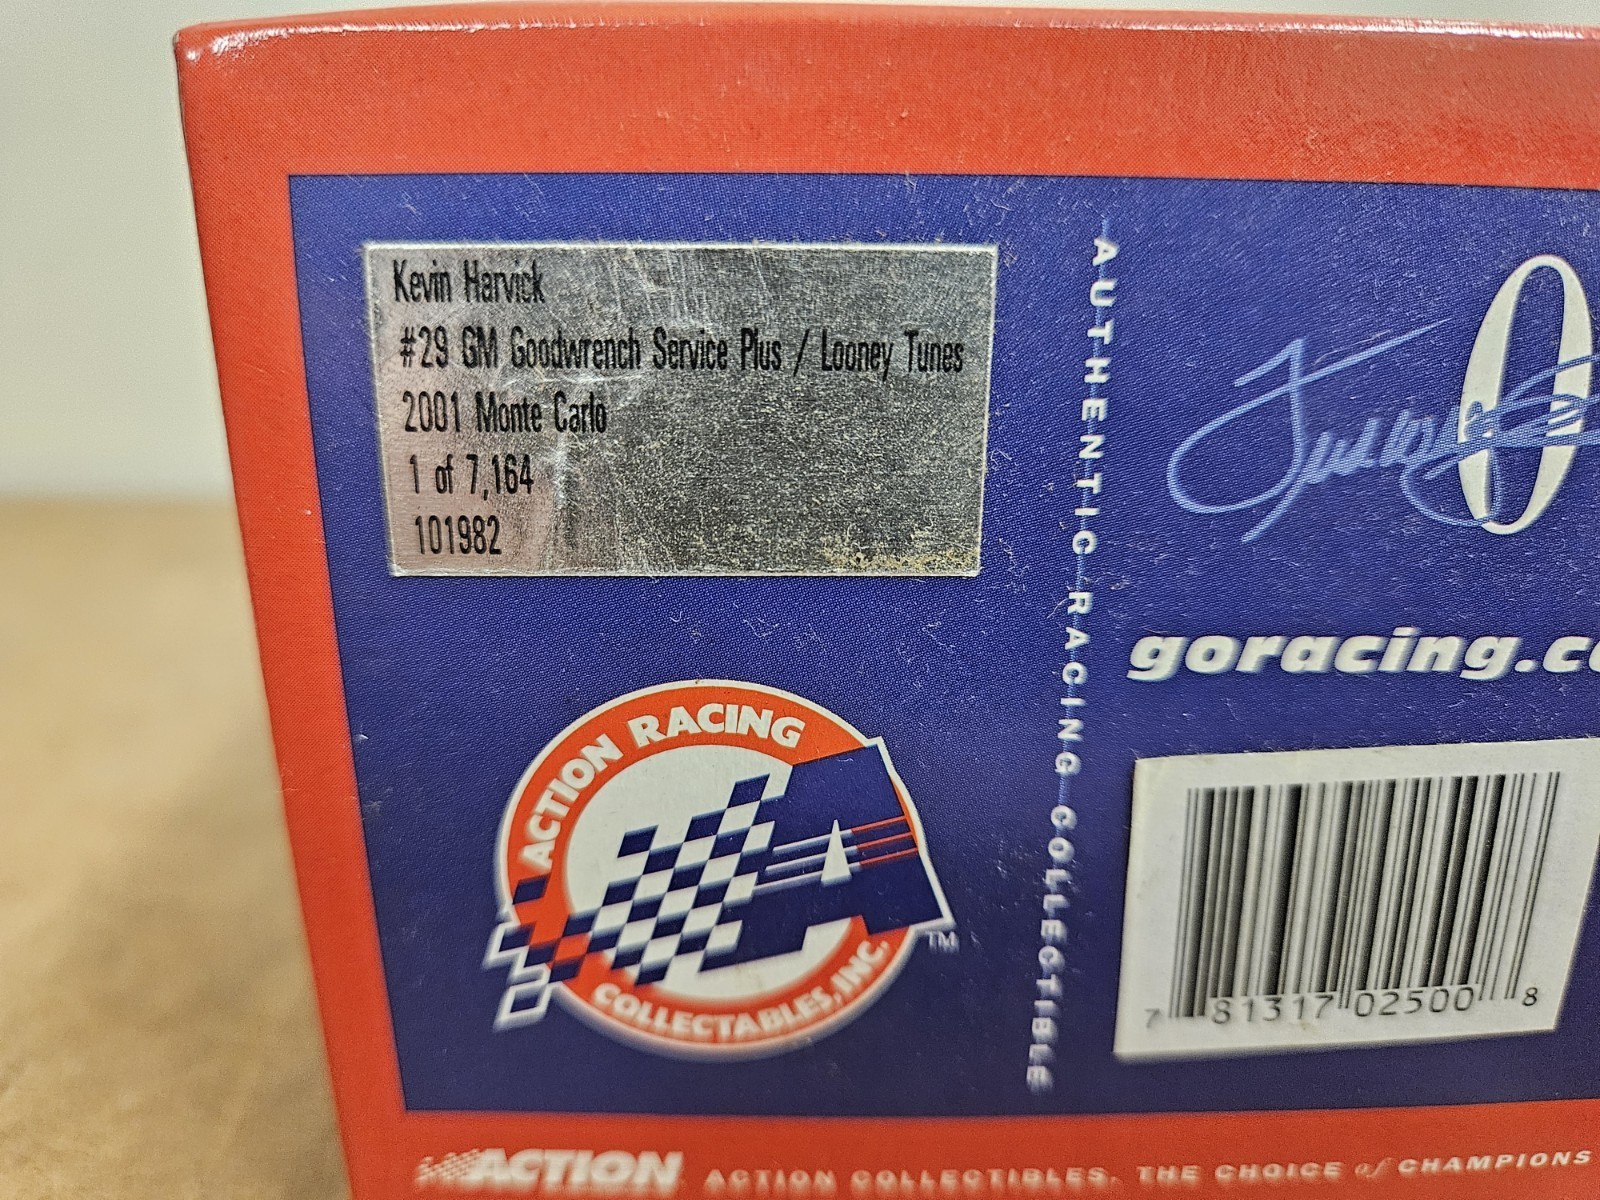 Kevin Harvick
#29 GM Goodwrench Service Plus / Looney Tunes
2001 Monte Carlo
1 of 7,164
101982
AUTHENTIC RACING COLLECTIBLE
goracing.c
ACTION RACING
COLLECTABLES, INC.
TM
7 81317 02500 8
ACTION ACTION COLLECTIBLES, THE CHOICE of CHAMPIONS